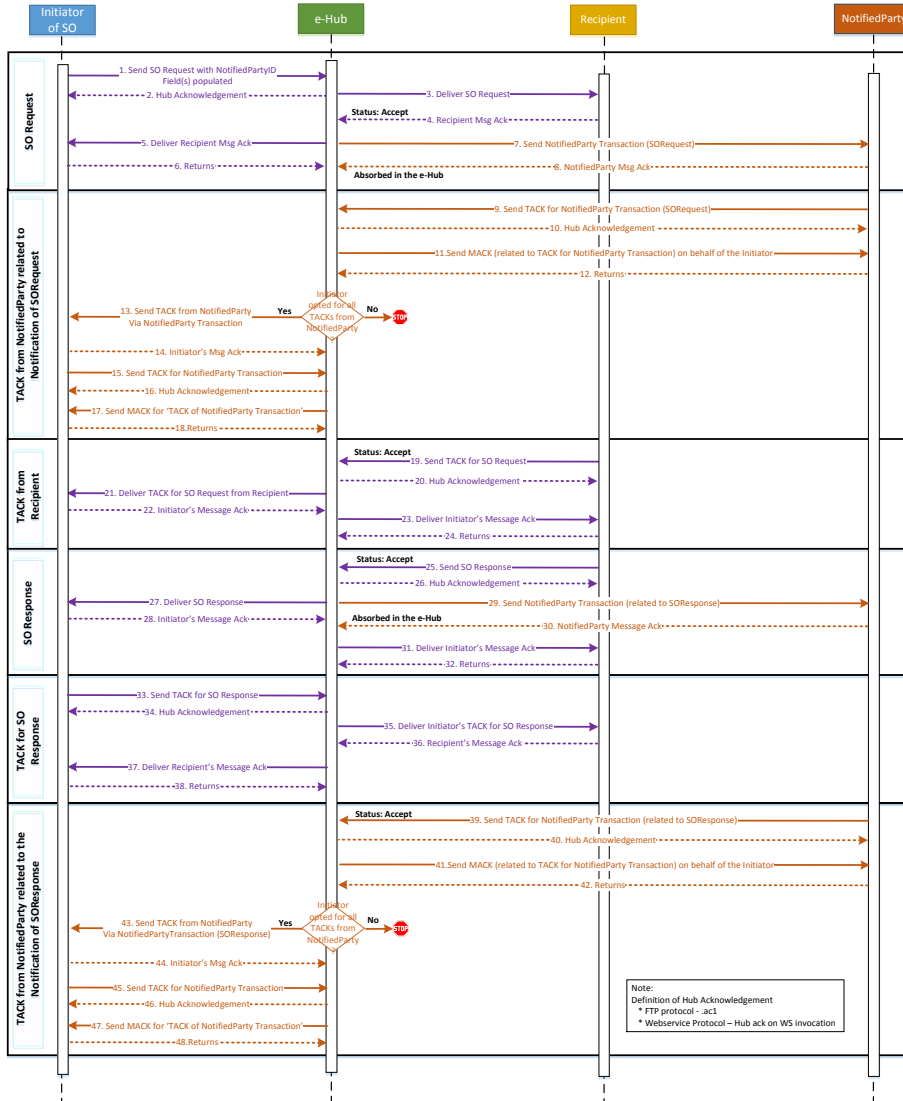 Initiator
of SO
e-Hub
Recipient
NotifiedParty
SO Request
1. Send SO Request with NotifiedPartyID
Field(s) populated
2. Hub Acknowledgement
3. Deliver SO Request
Status: Accept
4. Recipient Msg Ack
5. Deliver Recipient Msg Ack
7. Send NotifiedParty Transaction (SORequest)
6. Returns
8. NotifiedParty Msg Ack
Absorbed in the e-Hub
TACK from NotifiedParty related to
Notification of SORequest
9. Send TACK for NotifiedParty Transaction (SORequest)
10. Hub Acknowledgement
11.Send MACK (related to TACK for NotifiedParty Transaction) on behalf of the Initiator
12. Returns
Initiator
opted for all
TACKs from
NotifiedParty
?
Yes
No
STOP
13. Send TACK from NotifiedParty
Via NotifiedParty Transaction
14. Initiator's Msg Ack
15. Send TACK for NotifiedParty Transaction
16. Hub Acknowledgement
17. Send MACK for 'TACK of NotifiedParty Transaction'
18.Returns
TACK from
Recipient
Status: Accept
19. Send TACK for SO Request
20. Hub Acknowledgement
21. Deliver TACK for SO Request from Recipient
22. Initiator's Message Ack
23. Deliver Initiator's Message Ack
24. Returns
SO Response
Status: Accept
25. Send SO Response
26. Hub Acknowledgement
27. Deliver SO Response
29. Send NotifiedParty Transaction (related to SOResponse)
28. Initiator's Message Ack
Absorbed in the e-Hub
30. NotifiedParty Message Ack
31. Deliver Initiator's Message Ack
32. Returns
TACK for SO
Response
33. Send TACK for SO Response
34. Hub Acknowledgement
35. Deliver Initiator's TACK for SO Response
36. Recipient's Message Ack
37. Deliver Recipient's Message Ack
38. Returns
TACK from NotifiedParty related to the
Notification of SOResponse
Status: Accept
39. Send TACK for NotifiedParty Transaction (related to SOResponse)
40. Hub Acknowledgement
41.Send MACK (related to TACK for NotifiedParty Transaction) on behalf of the Initiator
42. Returns
Initiator
opted for all
TACKs from
NotifiedParty
?
Yes
No
STOP
43. Send TACK from NotifiedParty
Via NotifiedPartyTransaction (SOResponse)
44. Initiator's Msg Ack
45. Send TACK for NotifiedParty Transaction
46. Hub Acknowledgement
47. Send MACK for 'TACK of NotifiedParty Transaction'
48.Returns
Note:
Definition of Hub Acknowledgement
* FTP protocol - .ac1
* Webservice Protocol – Hub ack on WS invocation